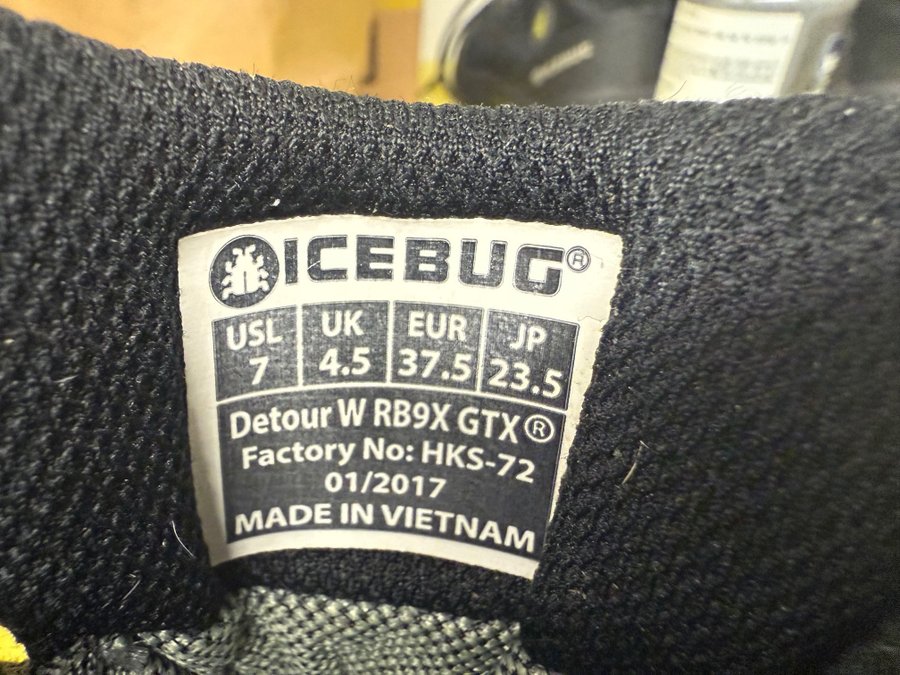 ICEBUG®
USL UK EUR JP
7 4.5 37.5 23.5
Detour W RB9X GTX®
Factory No: HKS-72
01/2017
MADE IN VIETNAM